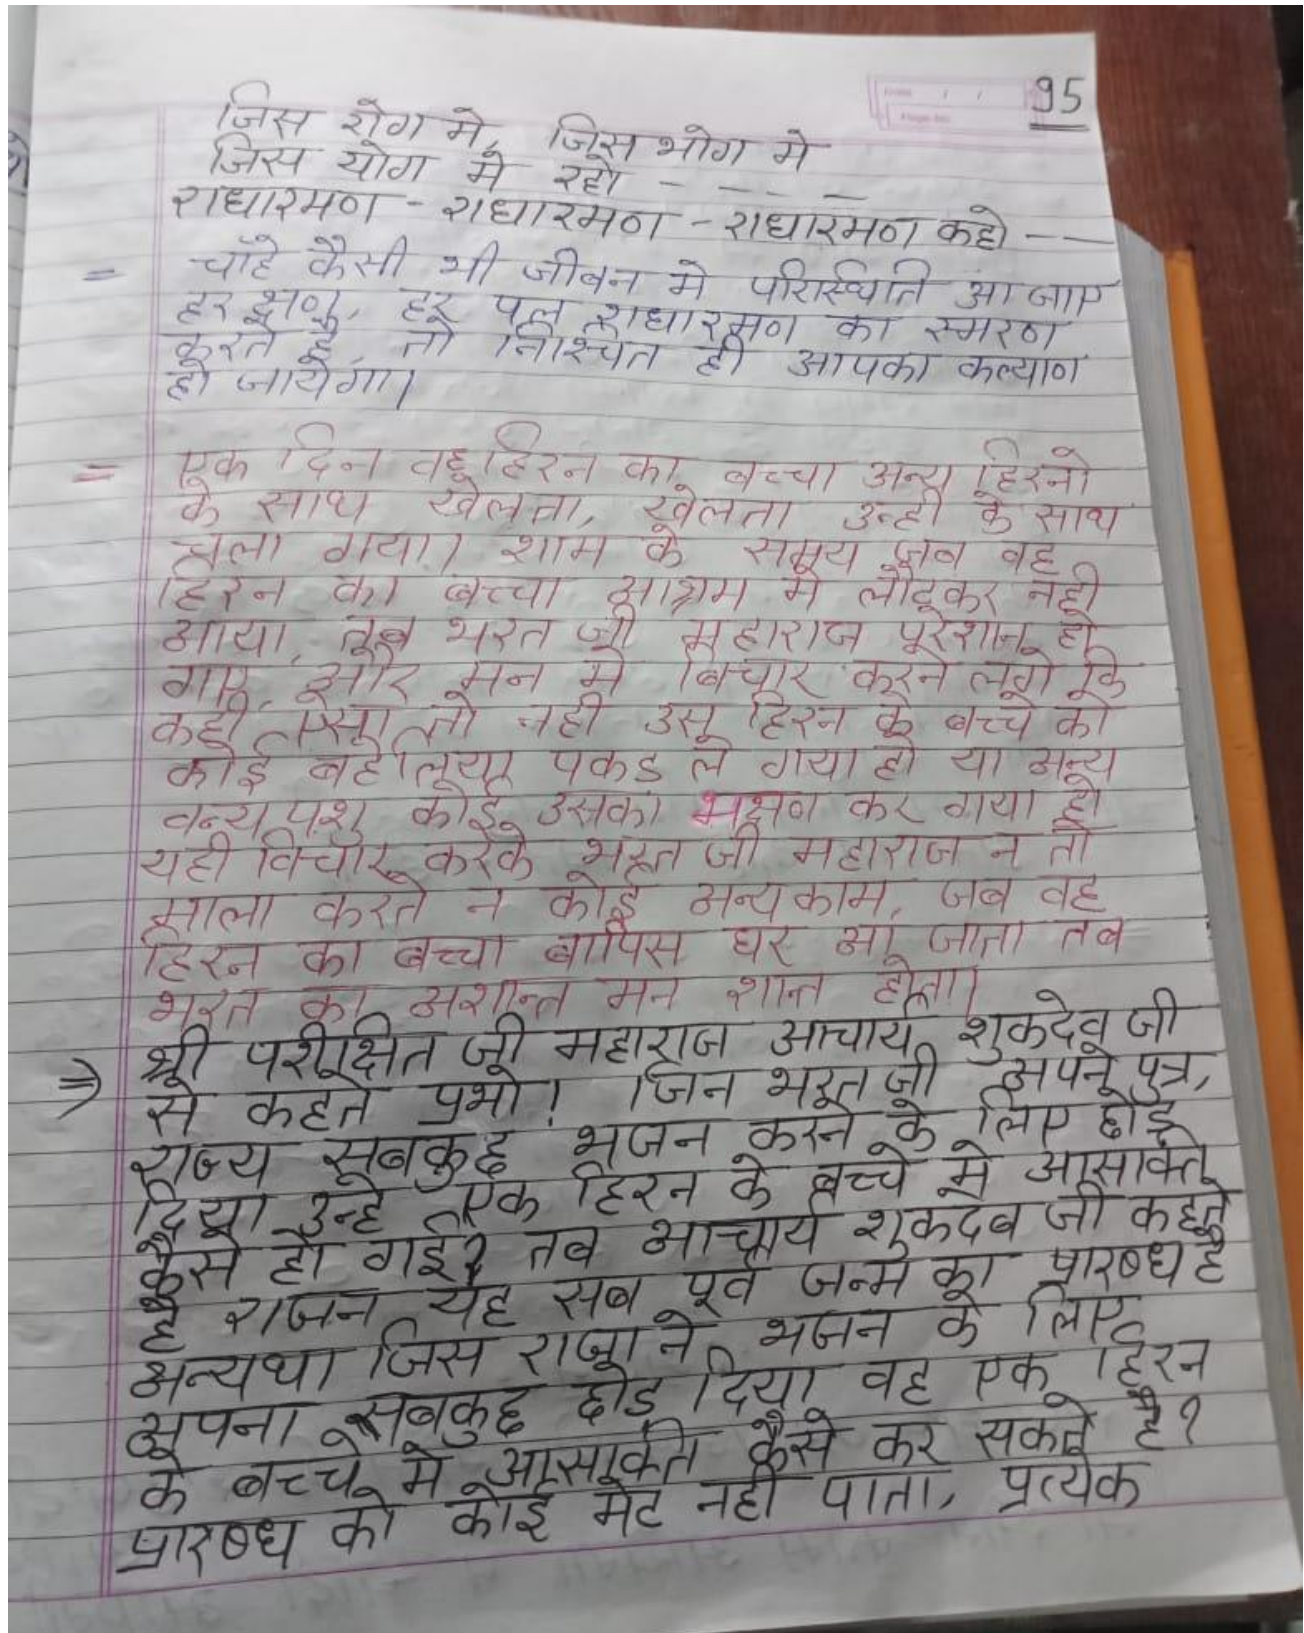 95
जिस रोग मे, जिस भोग मे
जिस योग मे रहो - - - - -
राधारमण - राधारमण - राधारमण कहो - -
= चॉहे कैसी भी जीवन मे परिस्थिति आ जाए
हर क्षण, हर पल राधारमण का स्मरण
करते है, तो निश्चित ही आपका कल्याण
हो जायेगा।
= एक दिन वह हिरन का बच्चा अन्य हिरनो
के साथ खेलता, खेलता उन्ही के साथ
चला गया। शाम के समय जब वह
हिरन का बच्चा आश्रम मे लौटकर नही
आया, तब भरत जी महाराज परेशान हो
गए, और मन मे बिचार करने लगे कि
कही ऐसा तो नही उस हिरन के बच्चे को
कोई बहेलिया पकड ले गया हो या अन्य
वन्य पशु कोई उसका भक्षण कर गया हो
यही विचार करके भरत जी महाराज न तो
माला करते न कोई अन्य काम, जब वह
हिरन का बच्चा बापिस घर आ जाता तब
भरत का अशान्त मन शान्त होता।
⇒ श्री परीक्षित जी महाराज आचार्य शुकदेव जी
से कहते प्रभो! जिन भरत जी अपने पुत्र,
राज्य सबकुछ भजन करने के लिए छोड़
दिया उन्हे एक हिरन के बच्चे मे आसक्ति
कैसे हो गई? तब आचार्य शुकदेव जी कहते
है राजन यह सब पूर्व जन्म का प्रारब्ध है
अन्यथा जिस राजा ने भजन के लिए
अपना सबकुछ छोड दिया वह एक हिरन
के बच्चे मे आसक्ति कैसे कर सकते है?
प्रारब्ध को कोई मेट नही पाता, प्रत्येक